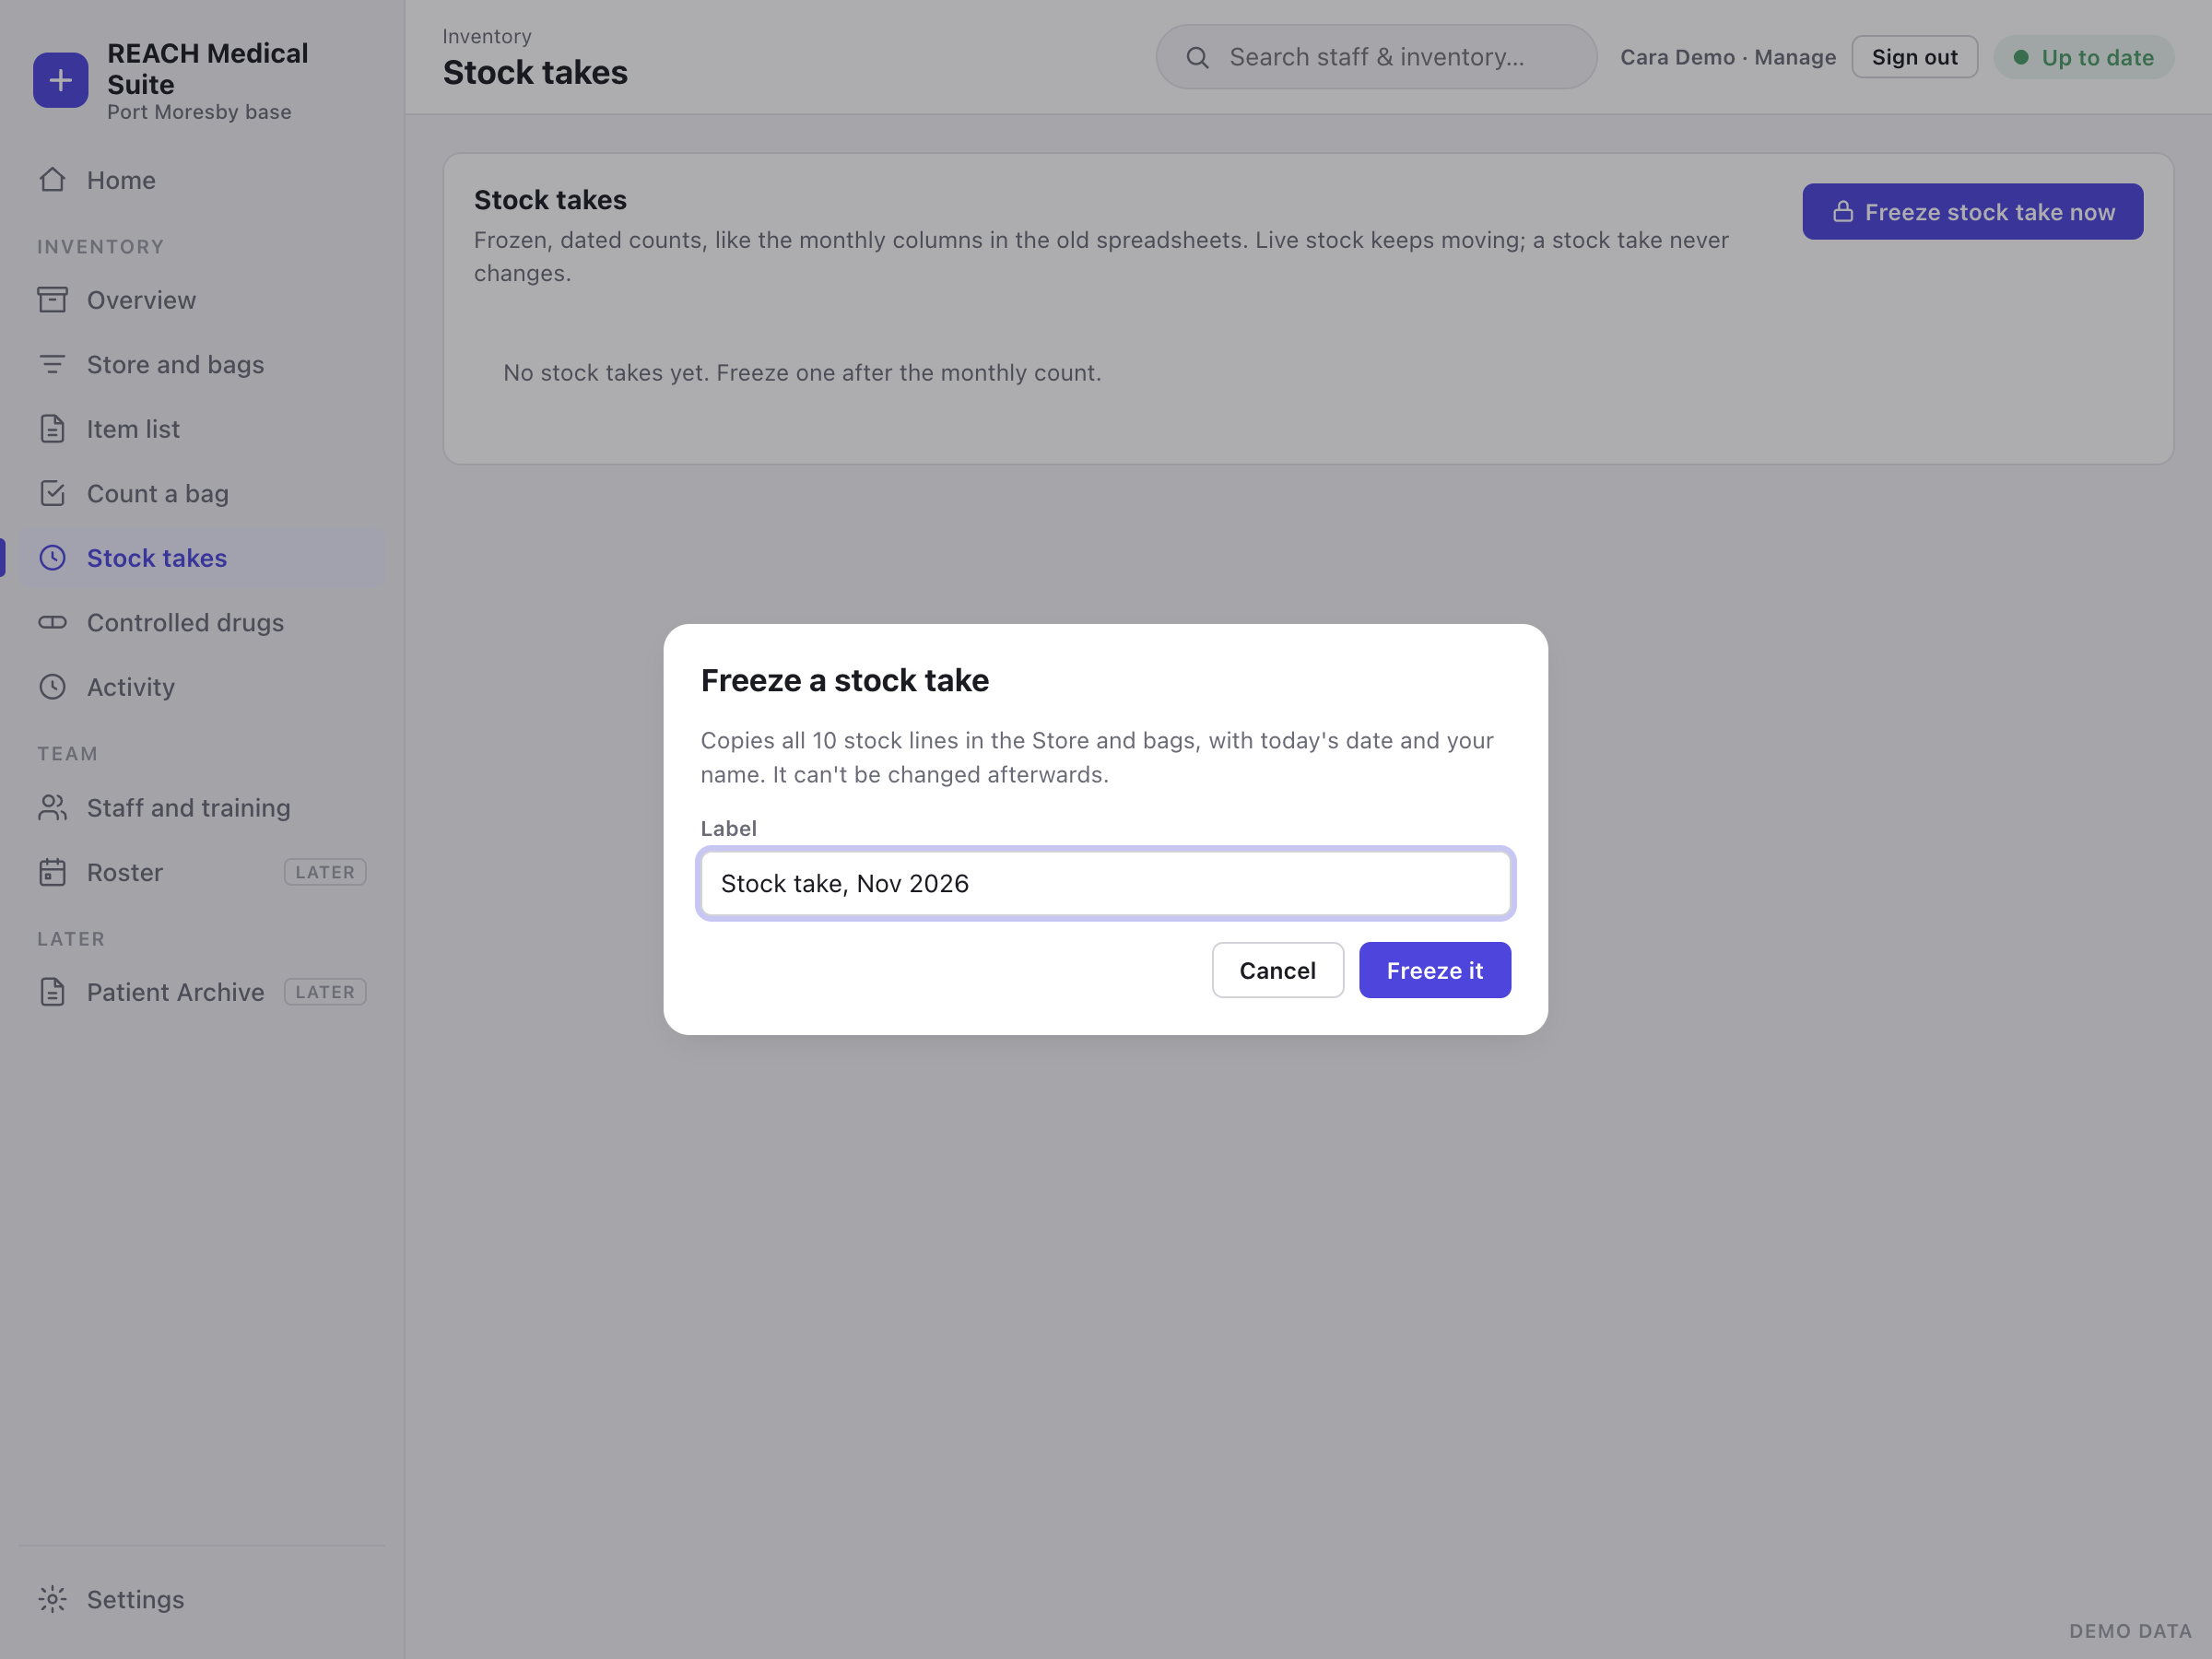 REACH Medical
Suite
Port Moresby base
Home
INVENTORY
Overview
Store and bags
Item list
Count a bag
Stock takes
Controlled drugs
Activity
TEAM
Staff and training
Roster LATER
LATER
Patient Archive LATER
Settings
Inventory
Stock takes
Search staff & inventory...
Cara Demo · Manage
Sign out
Up to date
Stock takes
Frozen, dated counts, like the monthly columns in the old spreadsheets. Live stock keeps moving; a stock take never
changes.
Freeze stock take now
No stock takes yet. Freeze one after the monthly count.
Freeze a stock take
Copies all 10 stock lines in the Store and bags, with today's date and your
name. It can't be changed afterwards.
Label
Stock take, Nov 2026
Cancel
Freeze it
DEMO DATA